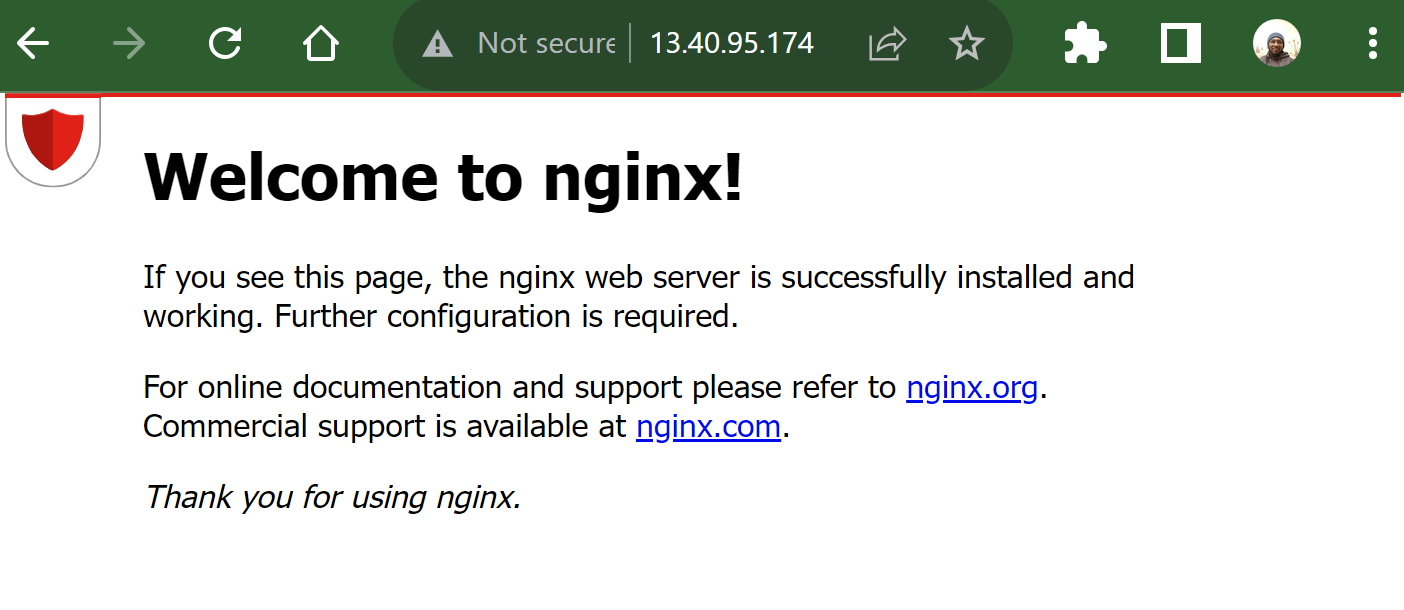 Not secure 13.40.95.174
Welcome to nginx!
If you see this page, the nginx web server is successfully installed and
working. Further configuration is required.
For online documentation and support please refer to nginx.org.
Commercial support is available at nginx.com.
Thank you for using nginx.